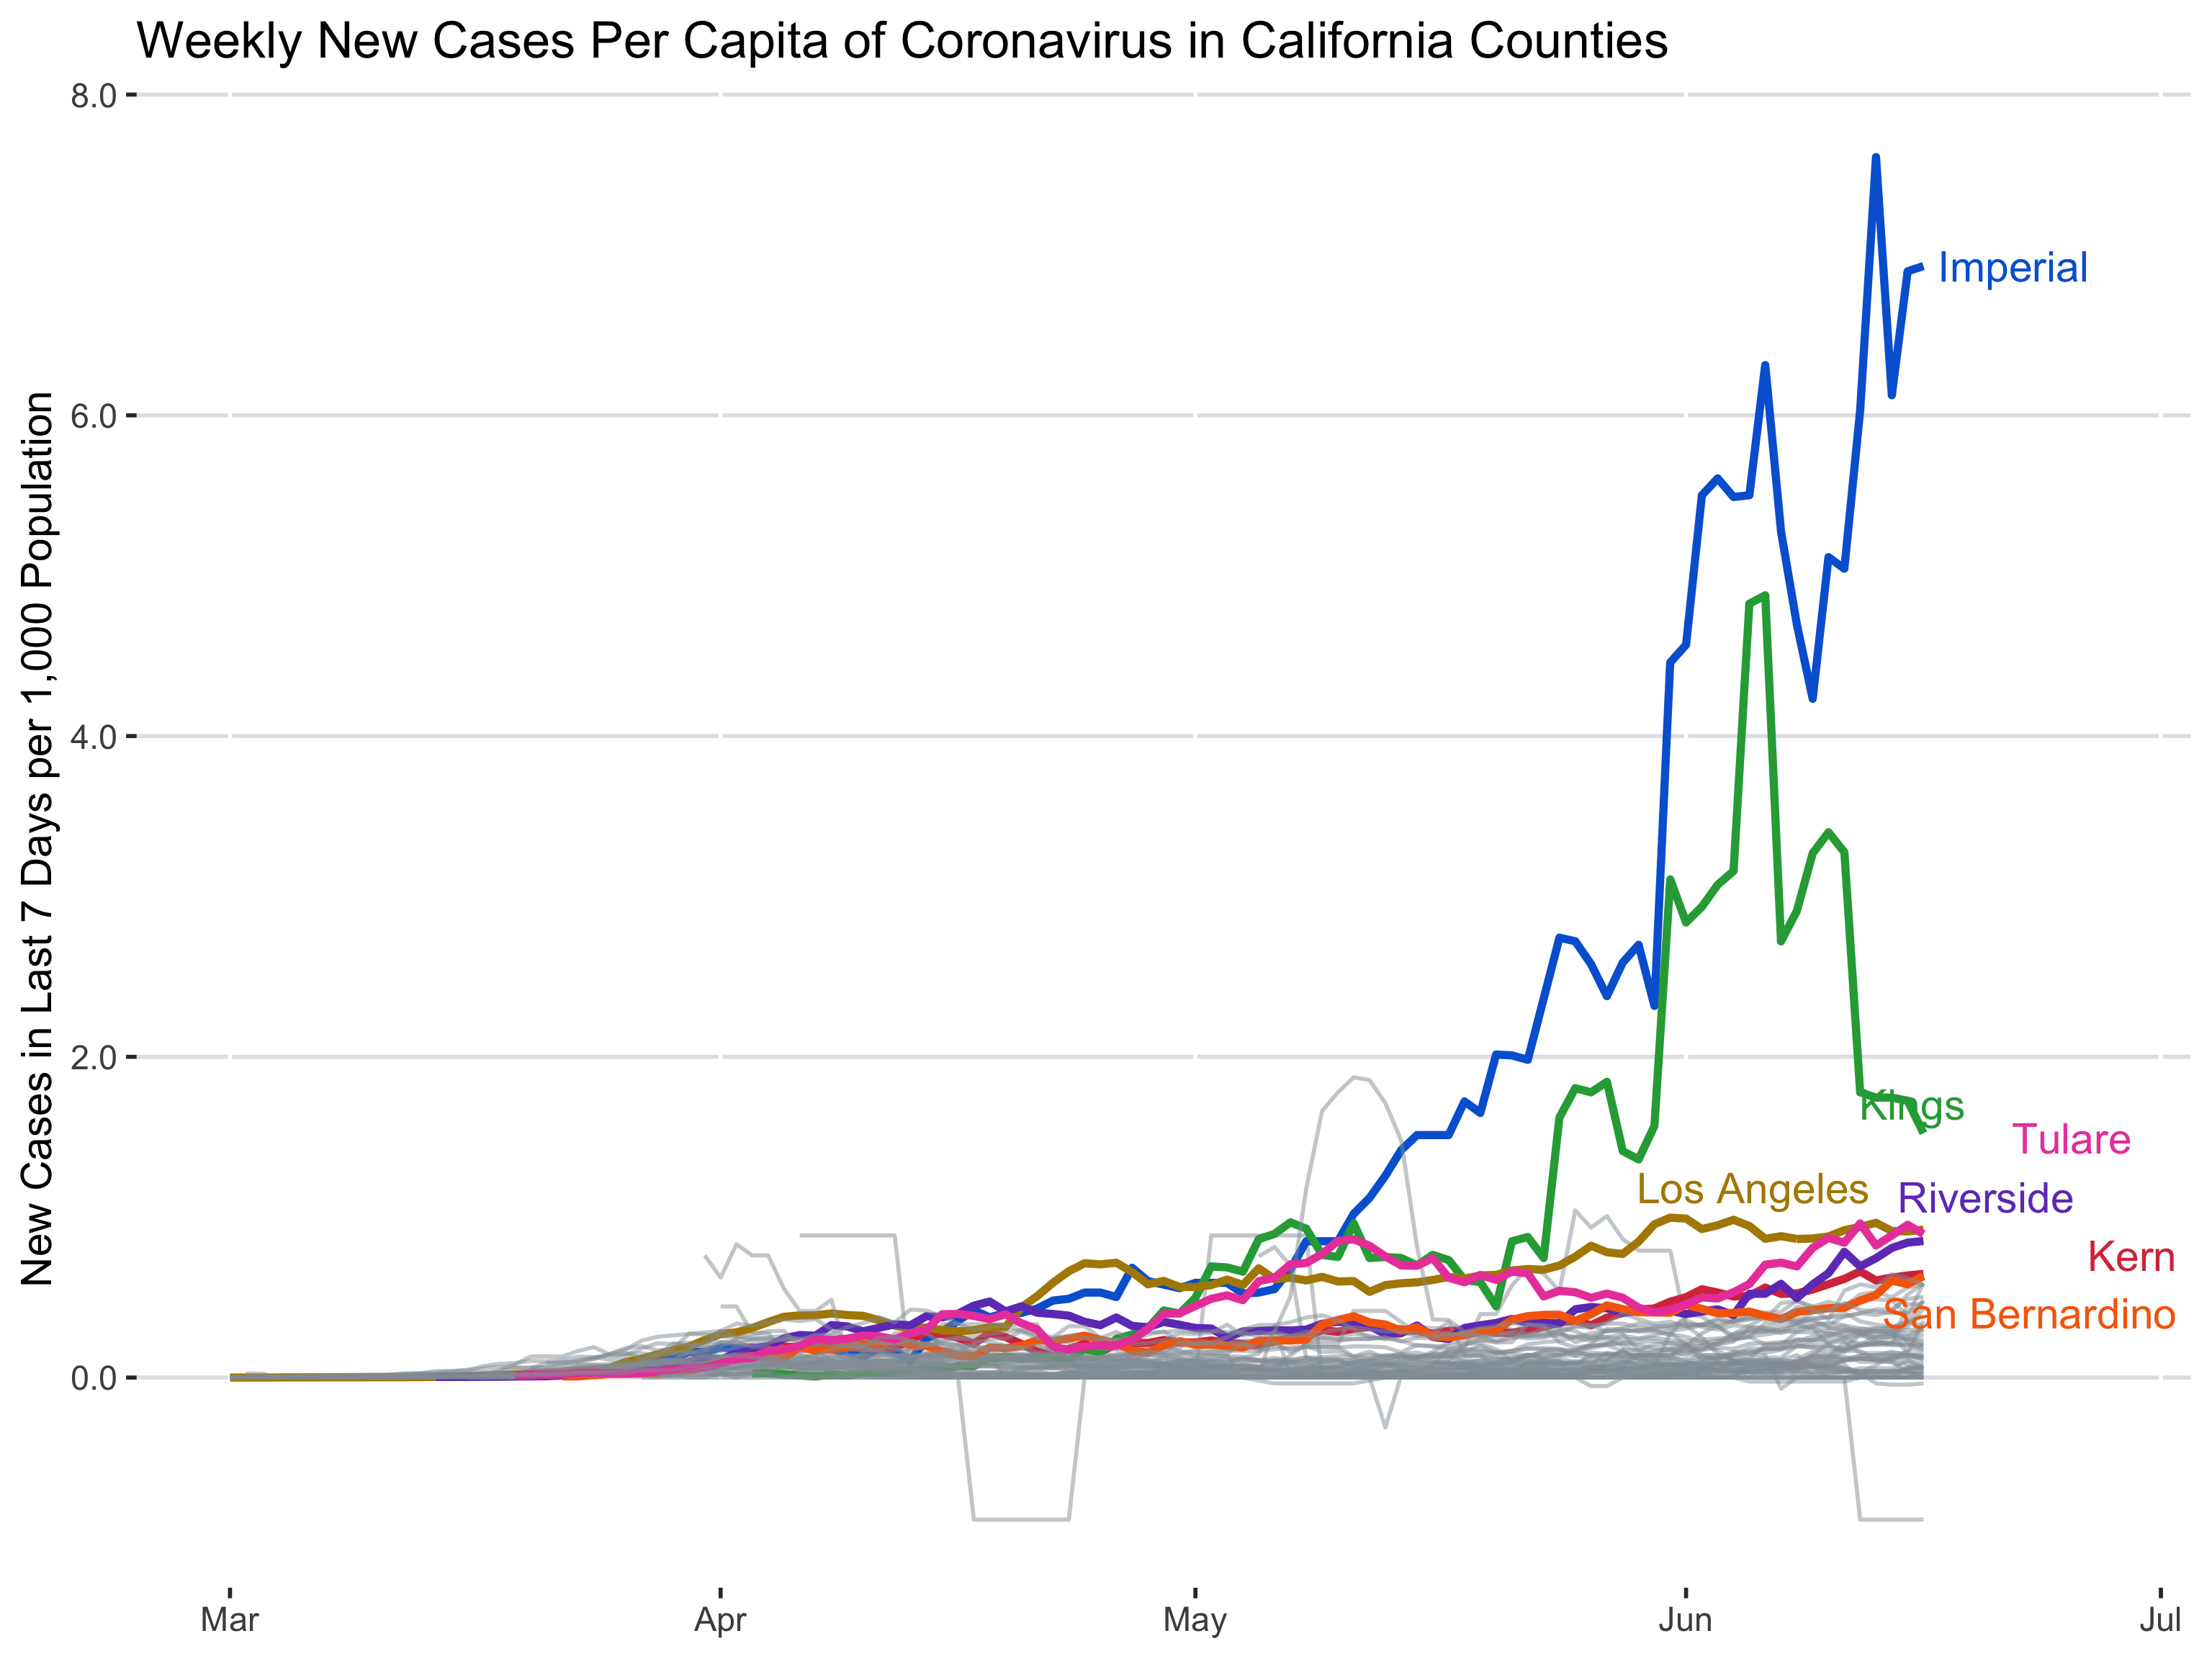 Weekly New Cases Per Capita of Coronavirus in California Counties
New Cases in Last 7 Days per 1,000 Population
8.0
6.0
4.0
2.0
0.0
Imperial
Kings
Tulare
Los Angeles
Riverside
Kern
San Bernardino
Mar
Apr
May
Jun
Jul